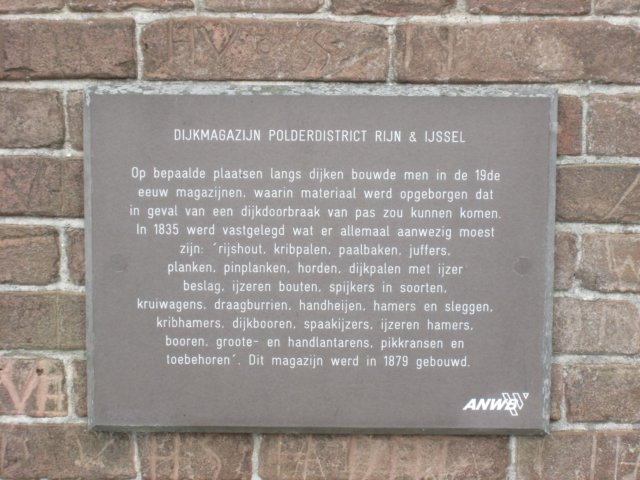 DIJKMAGAZIJN POLDERDISTRICT RIJN & IJSSEL
Op bepaalde plaatsen langs dijken bouwde men in de 19de
eeuw magazijnen, waarin materiaal werd opgeborgen dat
in geval van een dijkdoorbraak van pas zou kunnen komen.
In 1835 werd vastgelegd wat er allemaal aanwezig moest
zijn: ´rijshout, kribpalen, paalbaken, juffers,
planken, pinplanken, horden, dijkpalen met ijzer
beslag, ijzeren bouten, spijkers in soorten,
kruiwagens, draagburrien, handheijen, hamers en sleggen,
kribhamers, dijkbooren, spaakijzers, ijzeren hamers,
booren, groote- en handlantarens, pikkransen en
toebehoren´. Dit magazijn werd in 1879 gebouwd.
ANWB